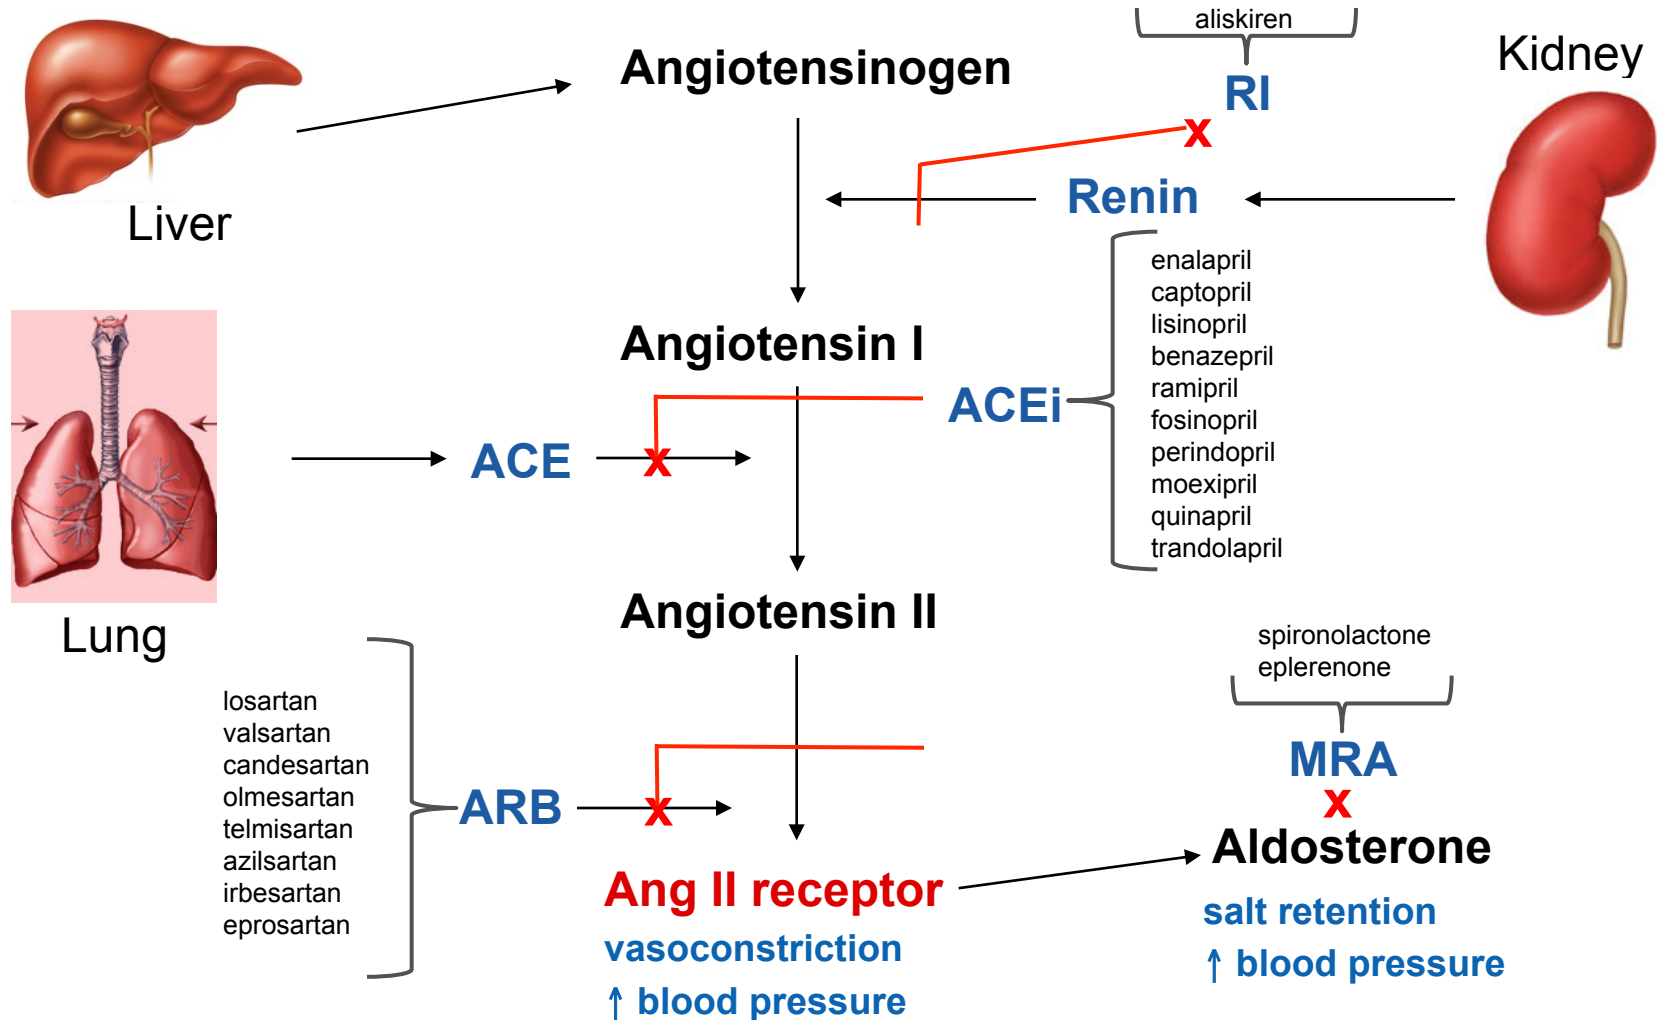 aliskiren
Kidney
Angiotensinogen
RI
x
Renin
Liver
enalapril
captopril
lisinopril
benazepril
ramipril
fosinopril
perindopril
moexipril
quinapril
trandolapril
Angiotensin I
ACEi
ACE
x
Angiotensin II
Lung
spironolactone
eplerenone
losartan
valsartan
candesartan
olmesartan
telmisartan
azilsartan
irbesartan
eprosartan
MRA
x
ARB
x
Aldosterone
Ang II receptor
salt retention
↑ blood pressure
vasoconstriction
↑ blood pressure